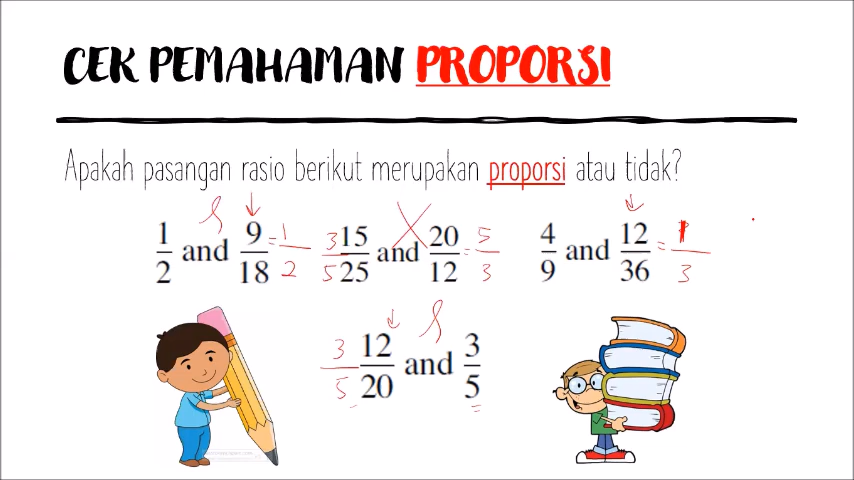 CEK PEMAHAMAN PROPORSI
Apakah pasangan rasio berikut merupakan proporsi atau tidak?
1/2 and 9/18 = 1/2
3/5 15/25 and 20/12 = 5/3
4/9 and 12/36 = 1/3
3/5 12/20 and 3/5